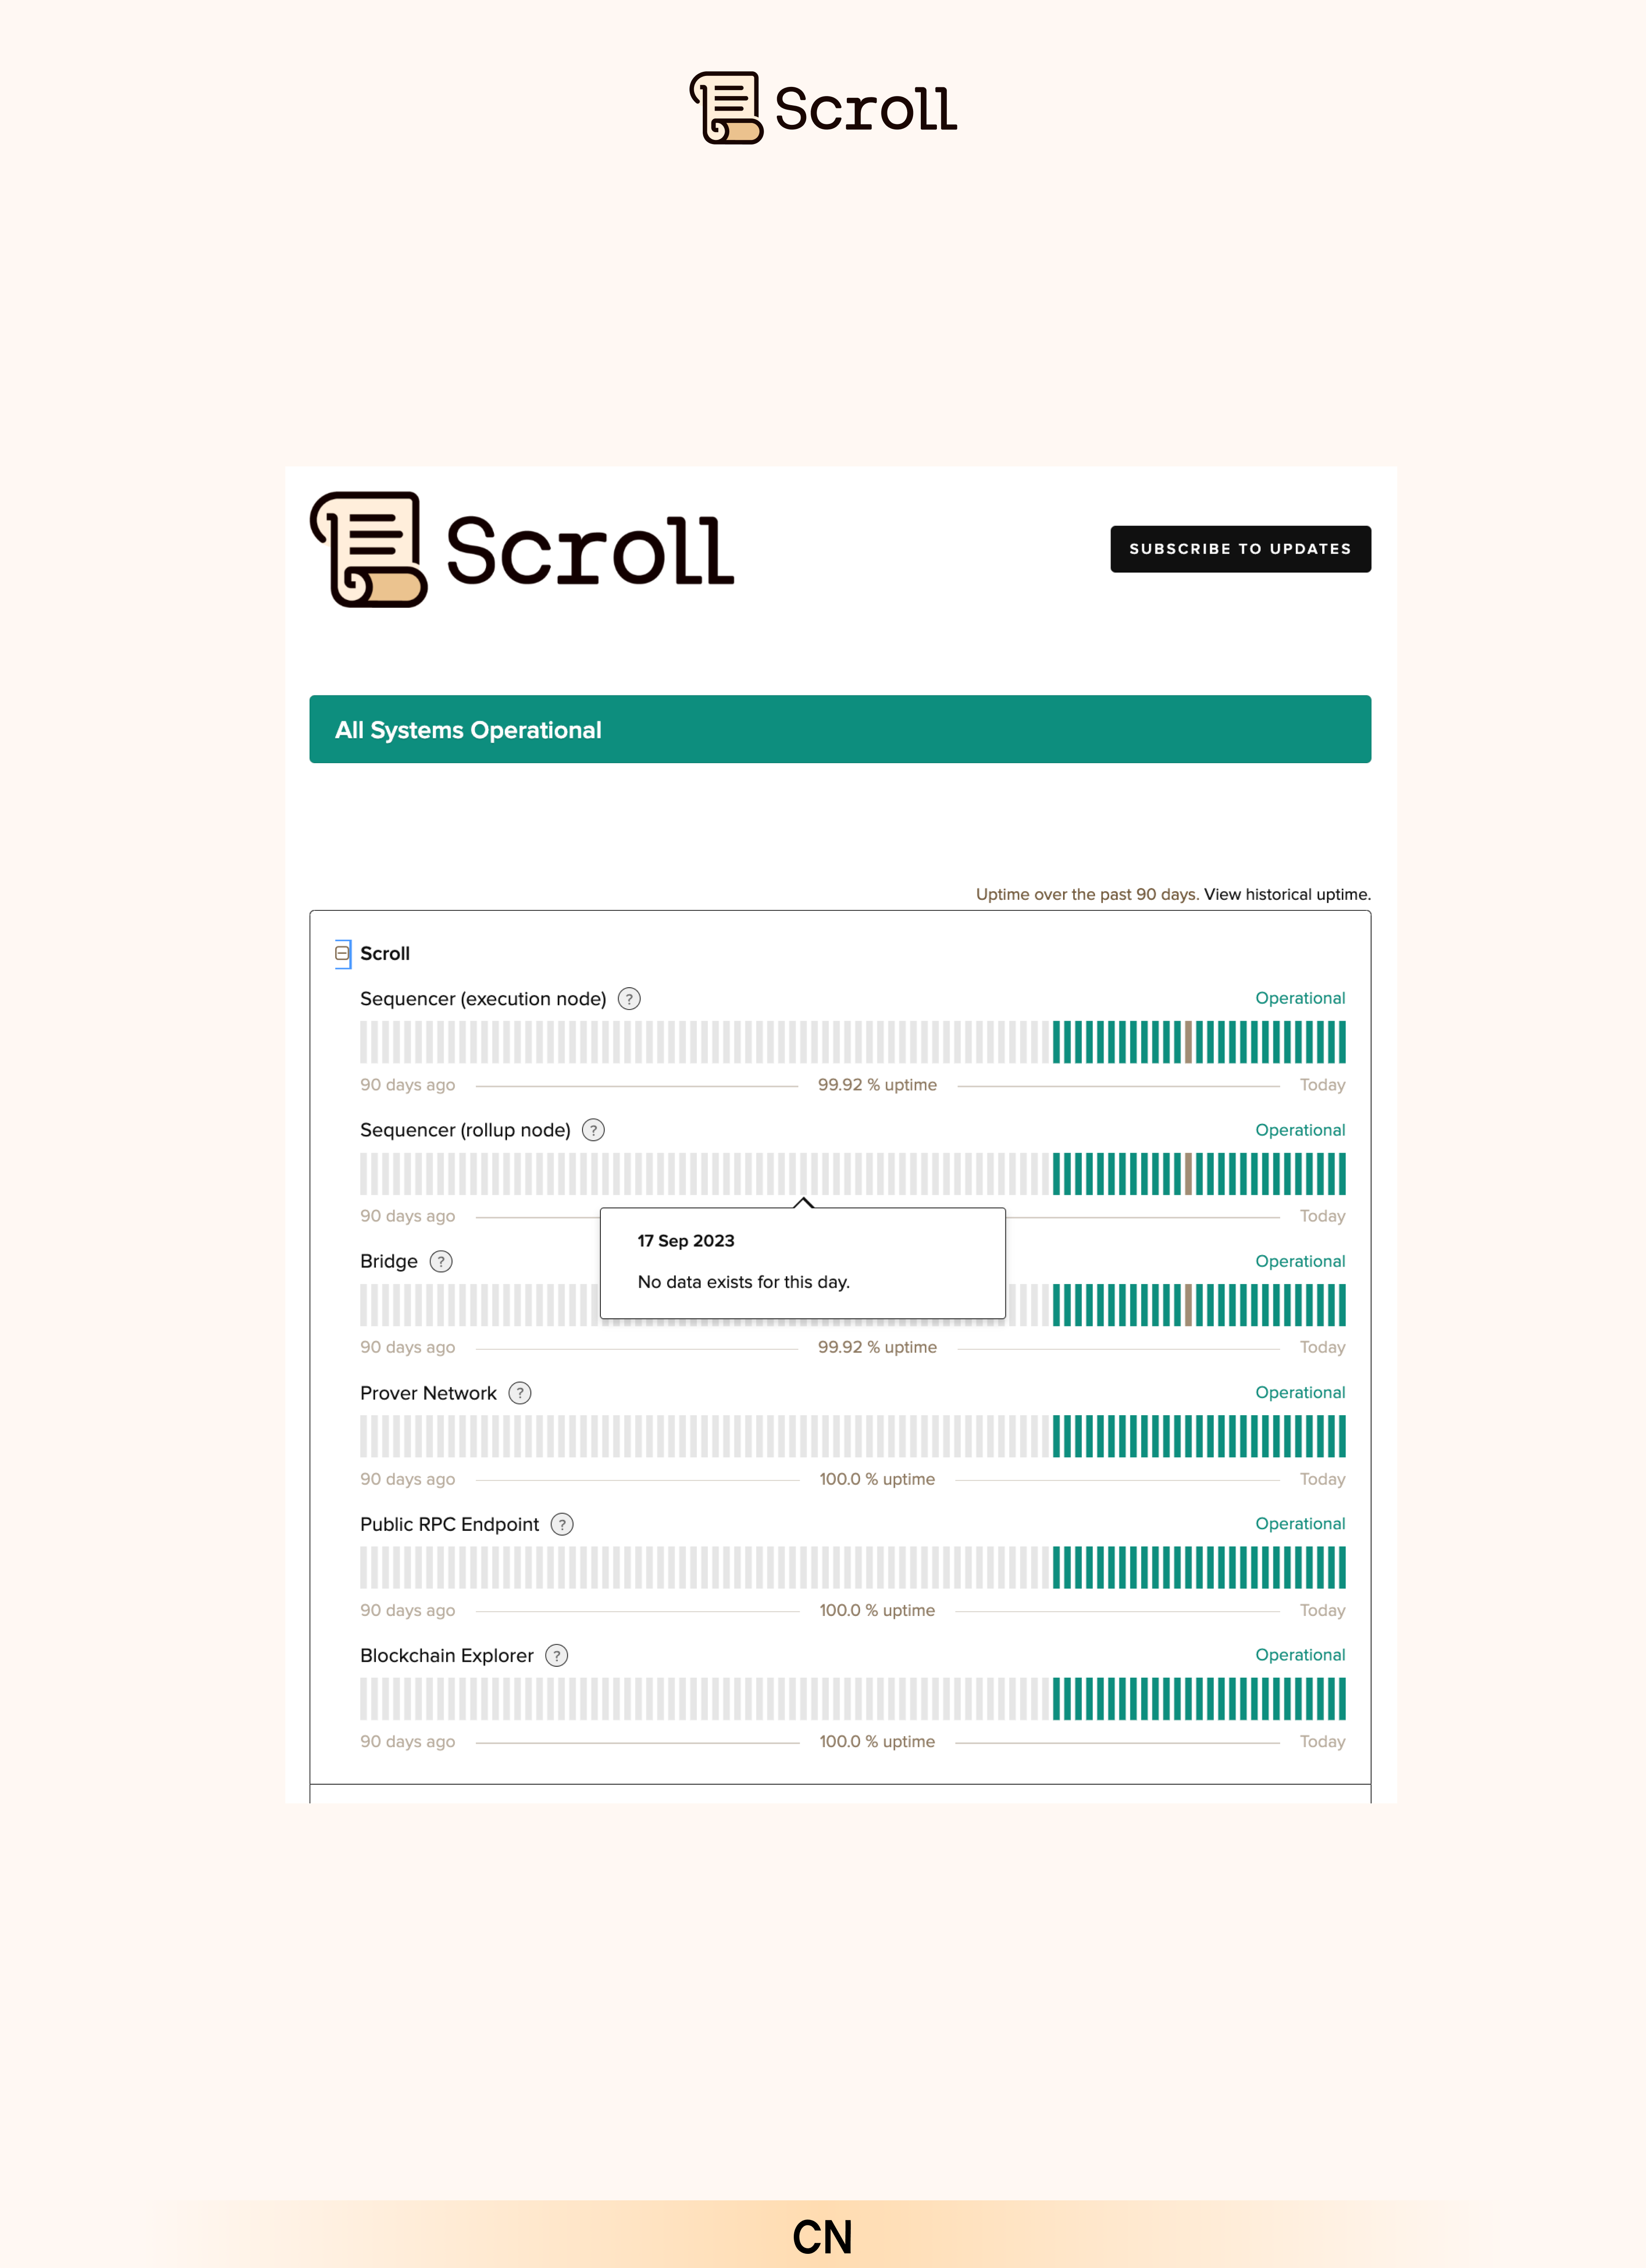 Scroll
Scroll
SUBSCRIBE TO UPDATES
All Systems Operational
Uptime over the past 90 days. View historical uptime.
Scroll
Sequencer (execution node) ? Operational
90 days ago 99.92 % uptime Today
Sequencer (rollup node) ? Operational
90 days ago Today
17 Sep 2023
No data exists for this day.
Bridge ? Operational
90 days ago 99.92 % uptime Today
Prover Network ? Operational
90 days ago 100.0 % uptime Today
Public RPC Endpoint ? Operational
90 days ago 100.0 % uptime Today
Blockchain Explorer ? Operational
90 days ago 100.0 % uptime Today
CN